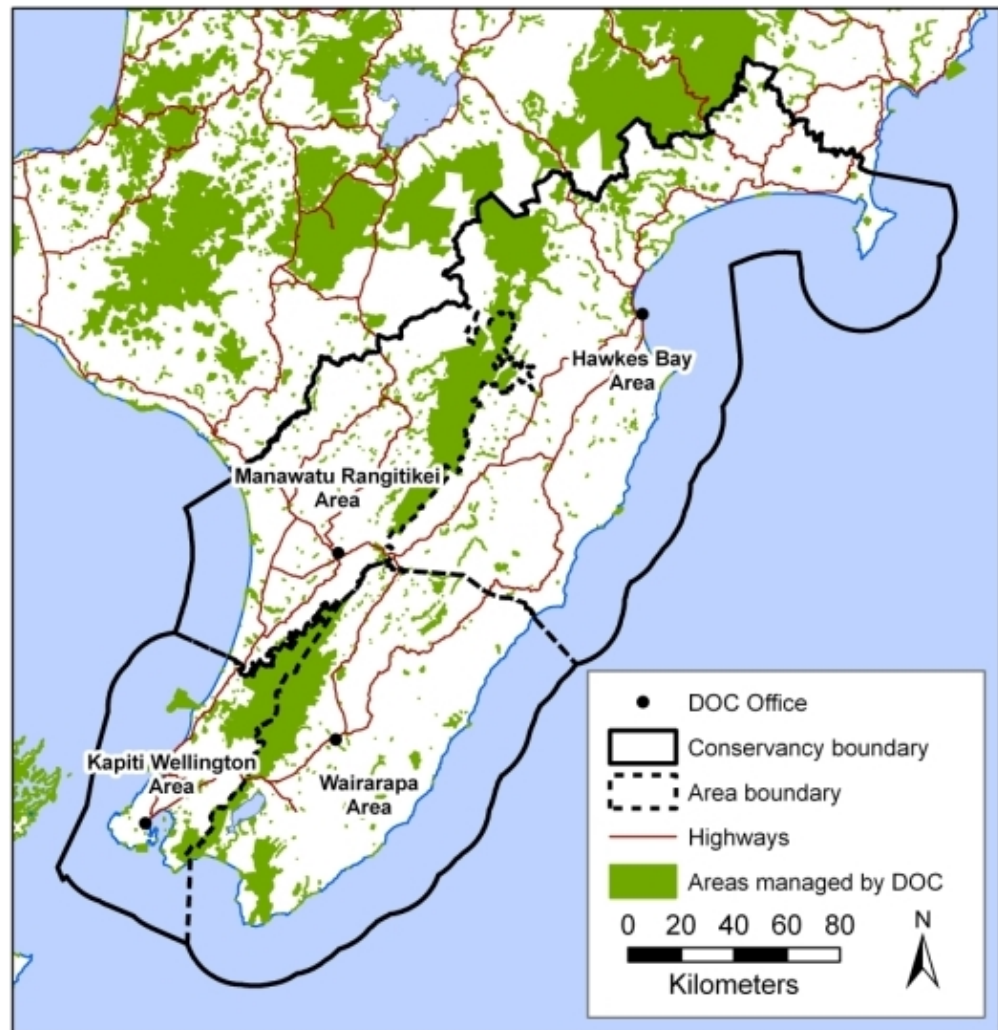 Hawkes Bay
Area
Manawatu Rangitikei
Area
Kapiti Wellington
Area
Wairarapa
Area
DOC Office
Conservancy boundary
Area boundary
Highways
Areas managed by DOC
0 20 40 60 80
Kilometers
N